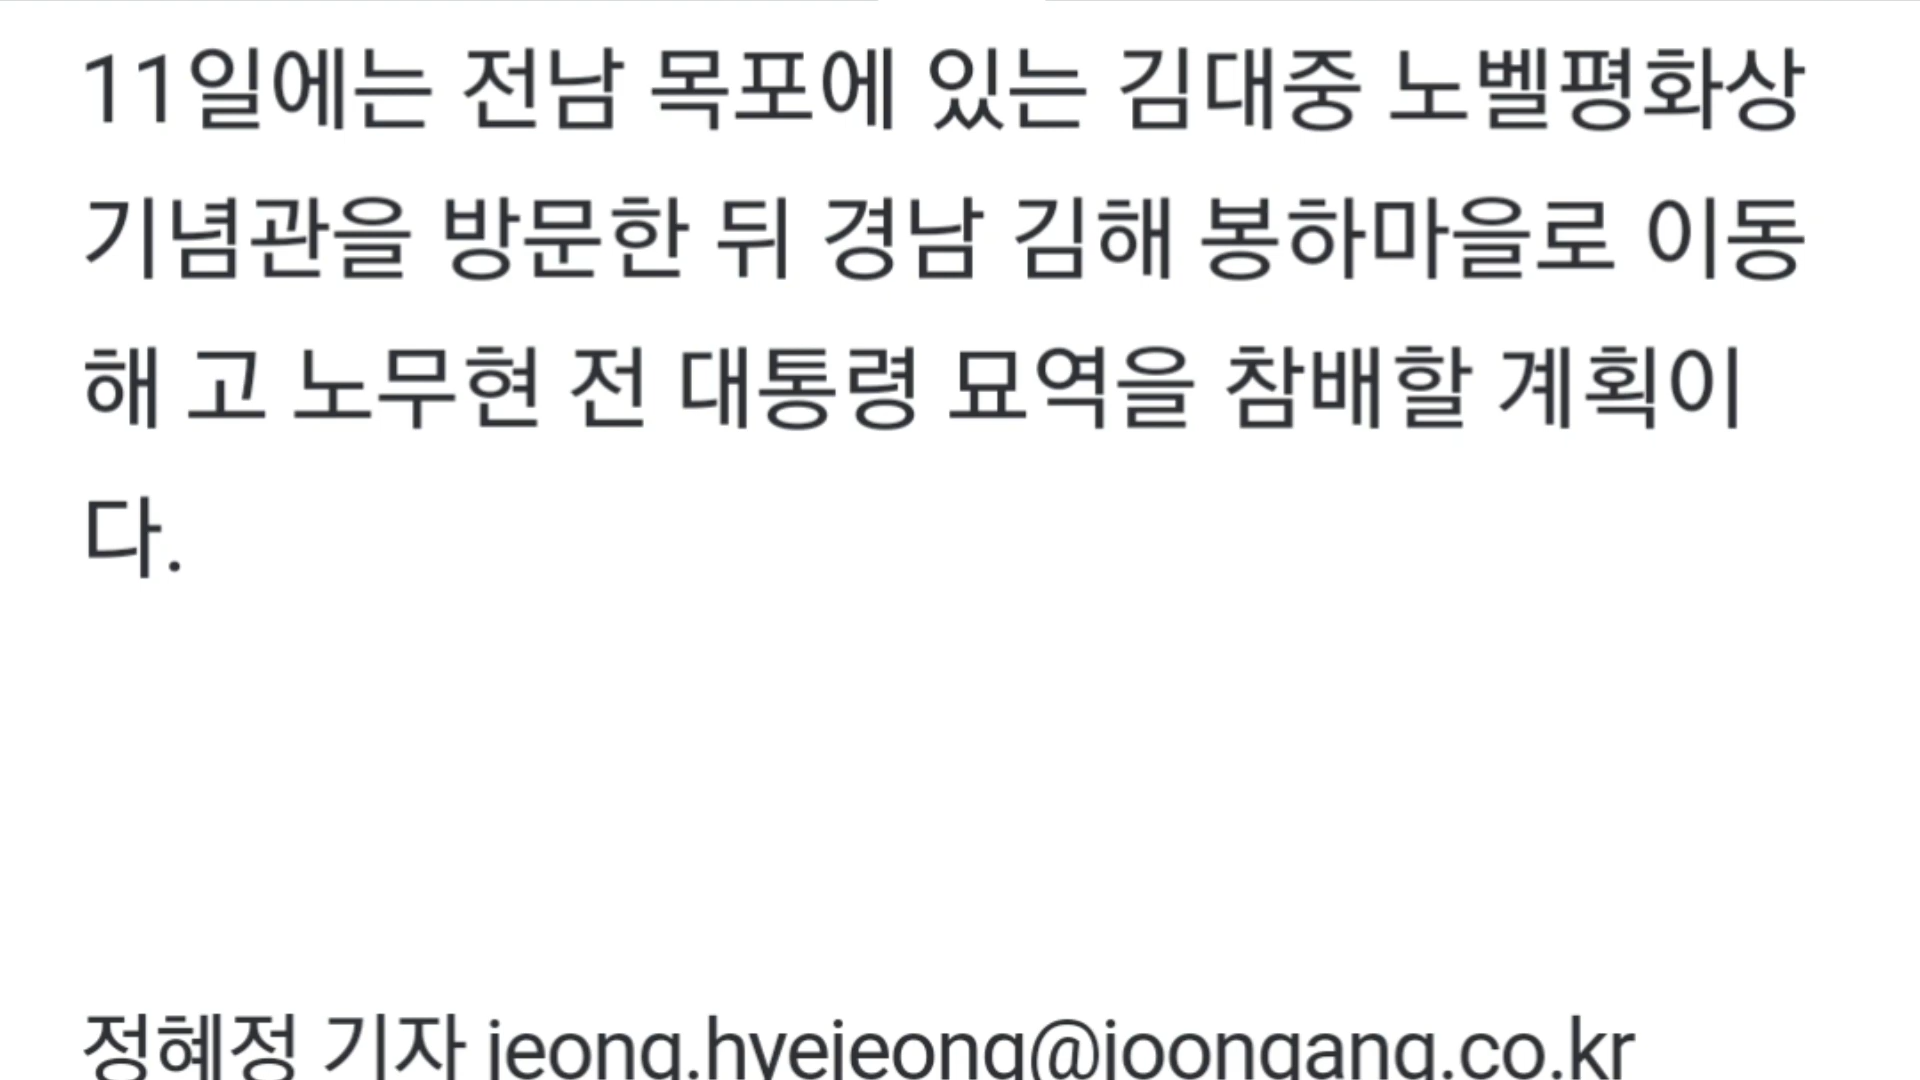 11일에는 전남 목포에 있는 김대중 노벨평화상
기념관을 방문한 뒤 경남 김해 봉하마을로 이동
해 고 노무현 전 대통령 묘역을 참배할 계획이
다.
정혜정 기자 jeong.hyejeong@joongang.co.kr